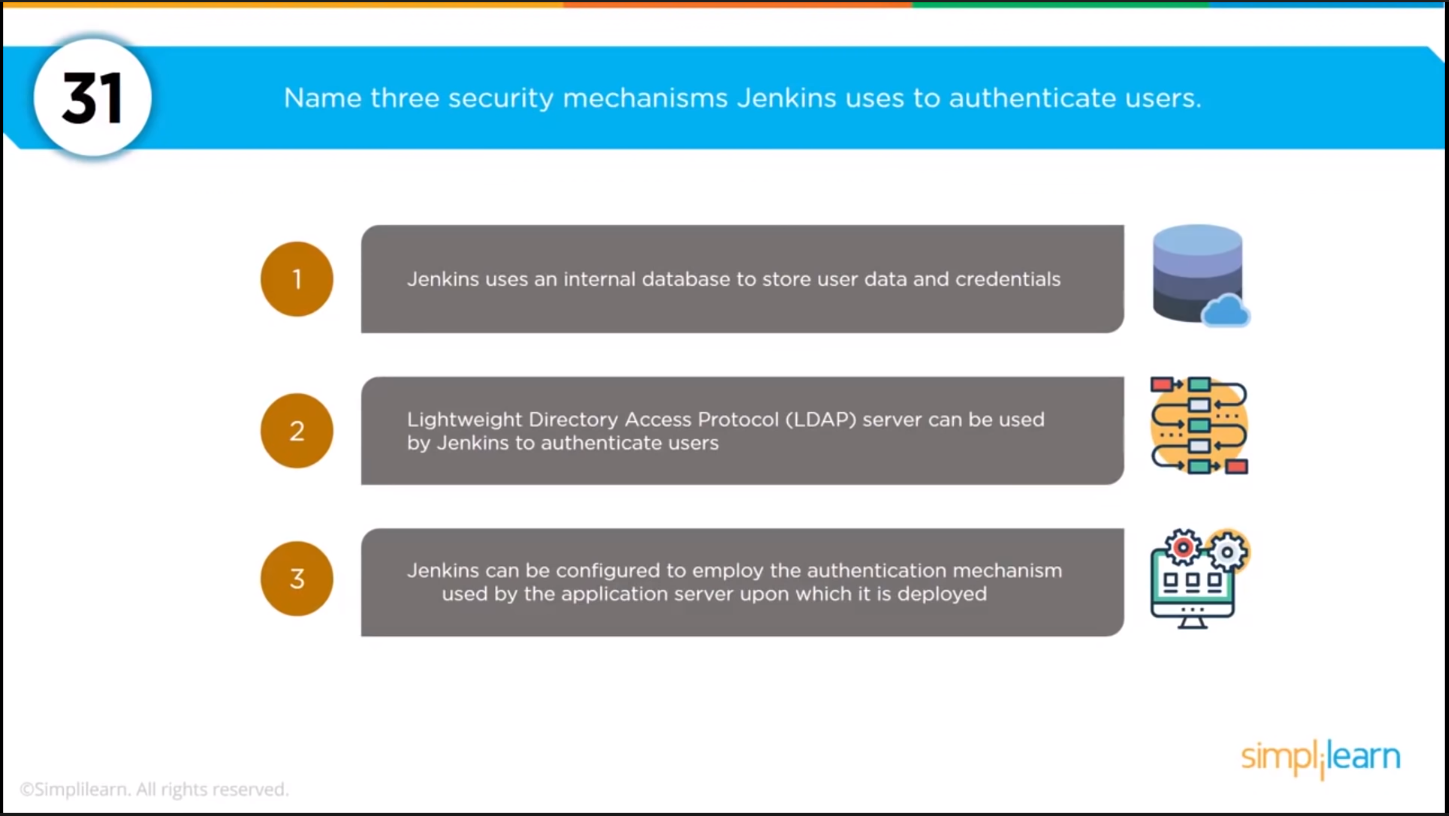 31
Name three security mechanisms Jenkins uses to authenticate users.
1
Jenkins uses an internal database to store user data and credentials
2
Lightweight Directory Access Protocol (LDAP) server can be used
by Jenkins to authenticate users
3
Jenkins can be configured to employ the authentication mechanism
used by the application server upon which it is deployed
simplilearn
©Simplilearn. All rights reserved.